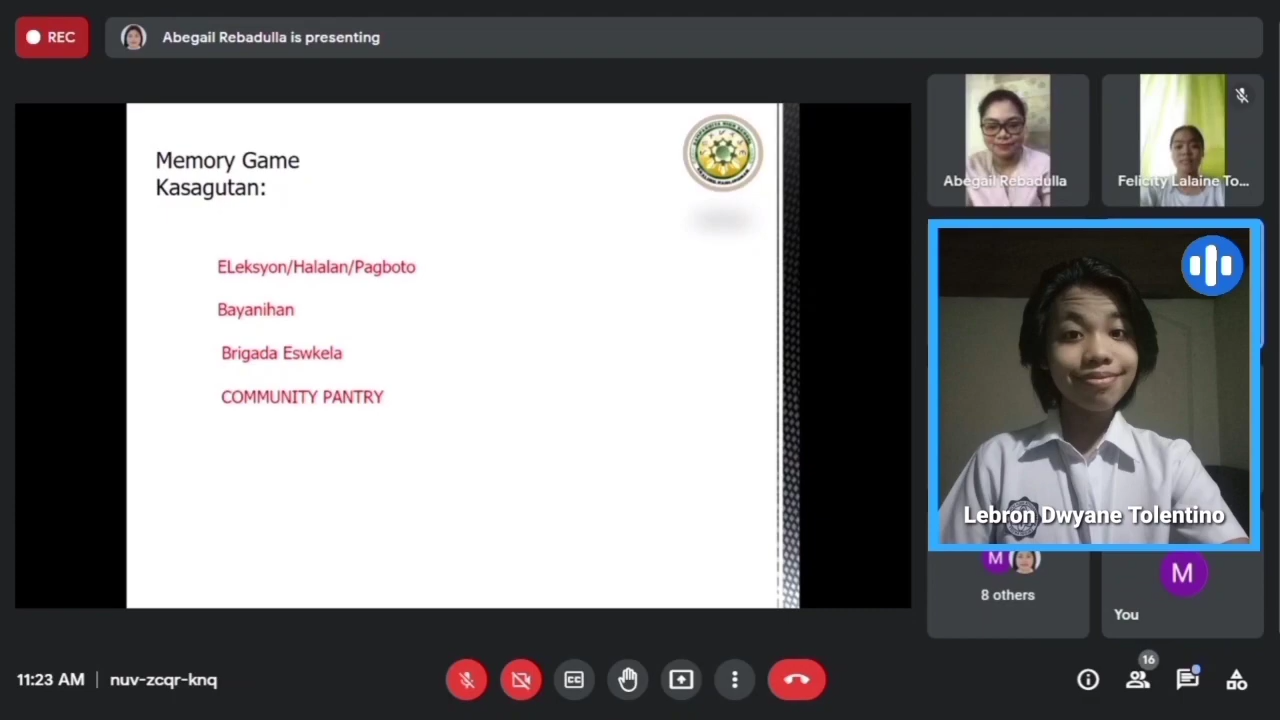 REC
Abegail Rebadulla is presenting
Memory Game
Kasagutan:
ELeksyon/Halalan/Pagboto
Bayanihan
Brigada Eswkela
COMMUNITY PANTRY
Abegail Rebadulla
Felicity Lalaine To...
Lebron Dwyane Tolentino
M
8 others
M
You
11:23 AM | nuv-zcqr-knq
CC
16